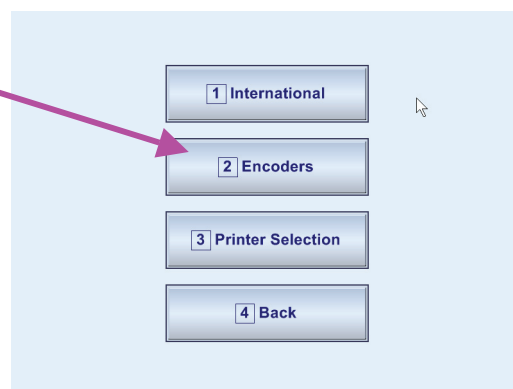 1 International
2 Encoders
3 Printer Selection
4 Back